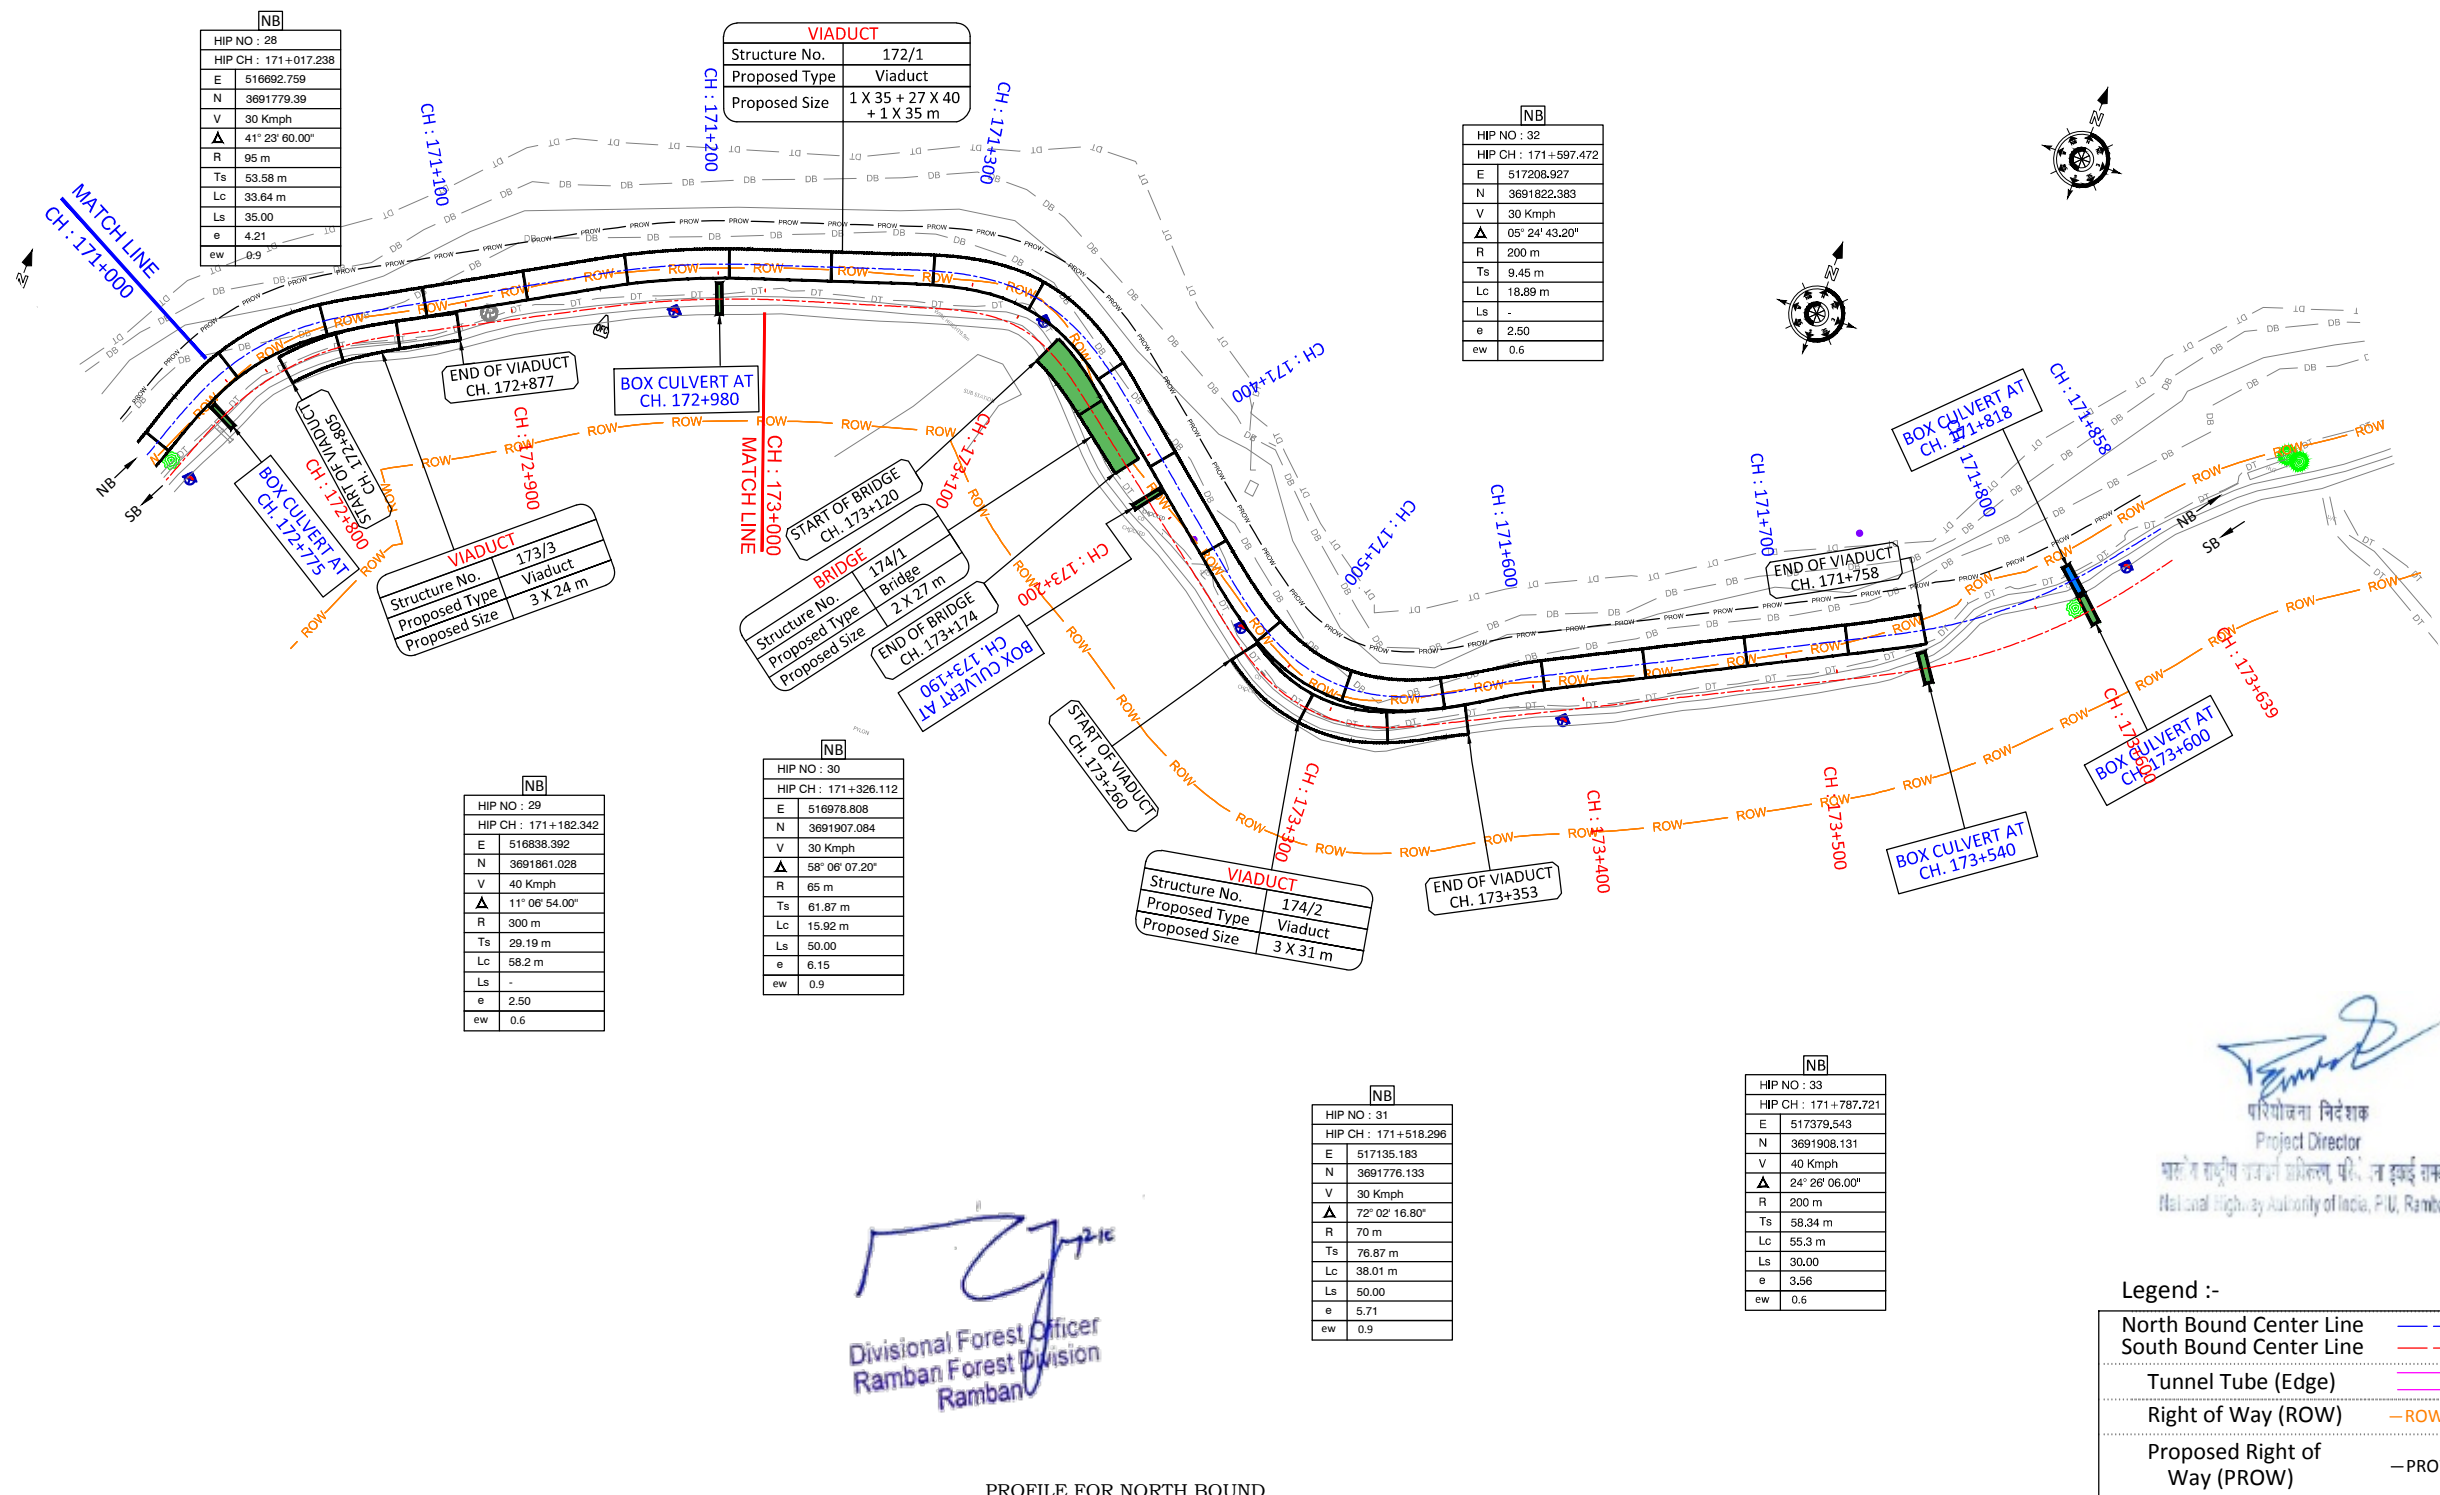 NB
HIP NO : 28
HIP CH : 171+017.238
E 516692.759
N 3691779.39
V 30 Kmph
Δ 41° 23' 60.00"
R 95 m
Ts 53.58 m
Lc 33.64 m
Ls 35.00
e 4.21
ew 0.9
VIADUCT
Structure No. 172/1
Proposed Type Viaduct
Proposed Size 1 X 35 + 27 X 40
+ 1 X 35 m
NB
HIP NO : 32
HIP CH : 171+597.472
E 517208.927
N 3691822.383
V 30 Kmph
Δ 05° 24' 43.20"
R 200 m
Ts 9.45 m
Lc 18.89 m
Ls -
e 2.50
ew 0.6
MATCH LINE
CH : 171+000
CH : 171+100
CH : 171+200
CH : 171+300
CH : 171+400
CH : 171+500
CH : 171+600
CH : 171+700
CH : 171+800
CH : 171+858
N
N
N
NB
SB
BOX CULVERT AT
CH. 172+775
CH : 172+800
START OF VIADUCT
CH. 172+805
END OF VIADUCT
CH. 172+877
CH : 172+900
BOX CULVERT AT
CH. 172+980
CH : 173+000
MATCH LINE
OFC
SUB STATION
VIADUCT
Structure No. 173/3
Proposed Type Viaduct
Proposed Size 3 X 24 m
CH : 173+100
START OF BRIDGE
CH. 173+120
BRIDGE
Structure No. 174/1
Proposed Type Bridge
Proposed Size 2 X 27 m
END OF BRIDGE
CH. 173+174
BOX CULVERT AT
CH. 173+190
CH : 173+200
START OF VIADUCT
CH. 173+260
CH : 173+300
VIADUCT
Structure No. 174/2
Proposed Type Viaduct
Proposed Size 3 X 31 m
END OF VIADUCT
CH. 173+353
CH : 173+400
CH : 173+500
BOX CULVERT AT
CH. 173+540
BOX CULVERT AT
CH. 173+600
CH : 173+600
CH : 173+639
END OF VIADUCT
CH. 171+758
BOX CULVERT AT
CH. 171+818
NB
SB
ROW
PROW
DB
DT
PYLON
NB
HIP NO : 29
HIP CH : 171+182.342
E 516838.392
N 3691861.028
V 40 Kmph
Δ 11° 06' 54.00"
R 300 m
Ts 29.19 m
Lc 58.2 m
Ls -
e 2.50
ew 0.6
NB
HIP NO : 30
HIP CH : 171+326.112
E 516978.808
N 3691907.084
V 30 Kmph
Δ 58° 06' 07.20"
R 65 m
Ts 61.87 m
Lc 15.92 m
Ls 50.00
e 6.15
ew 0.9
NB
HIP NO : 31
HIP CH : 171+518.296
E 517135.183
N 3691776.133
V 30 Kmph
Δ 72° 02' 16.80"
R 70 m
Ts 76.87 m
Lc 38.01 m
Ls 50.00
e 5.71
ew 0.9
NB
HIP NO : 33
HIP CH : 171+787.721
E 517379.543
N 3691908.131
V 40 Kmph
Δ 24° 26' 06.00"
R 200 m
Ts 58.34 m
Lc 55.3 m
Ls 30.00
e 3.56
ew 0.6
परियोजना निदेशक
Project Director
National Highway Authority of India, PIU,
Divisional Forest Officer
Ramban Forest Division
Ramban
Legend :-
North Bound Center Line
South Bound Center Line
Tunnel Tube (Edge)
Right of Way (ROW) ROW
Proposed Right of
Way (PROW)
PROFILE FOR NORTH BOUND